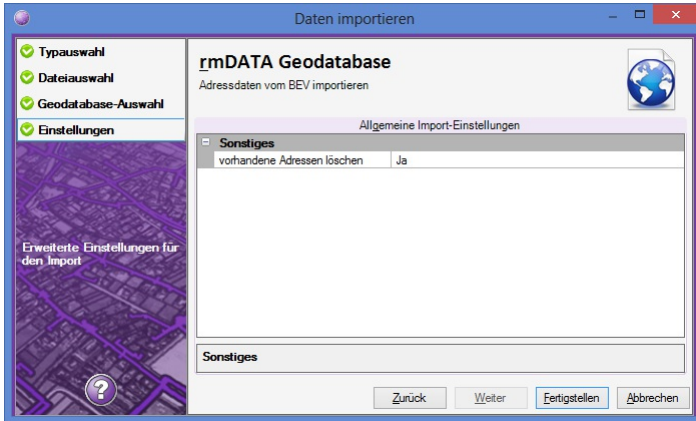 Daten importieren
Typauswahl
Dateiauswahl
Geodatabase-Auswahl
Einstellungen
Erweiterte Einstellungen für
den Import
?
rmDATA Geodatabase
Adressdaten vom BEV importieren
Allgemeine Import-Einstellungen
Sonstiges
vorhandene Adressen löschen Ja
Sonstiges
Zurück Weiter Fertigstellen Abbrechen